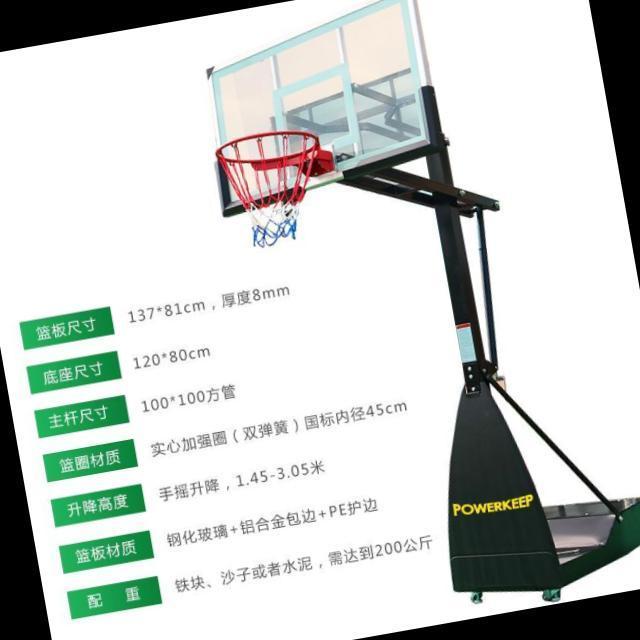 篮板尺寸 137*81cm，厚度8mm
底座尺寸 120*80cm
主杆尺寸 100*100方管
篮圈材质 实心加强圈（双弹簧）国标内径45cm
升降高度 手摇升降，1.45-3.05米
篮板材质 钢化玻璃+铝合金包边+PE护边
配 重 铁块、沙子或者水泥，需达到200公斤
POWERKEEP